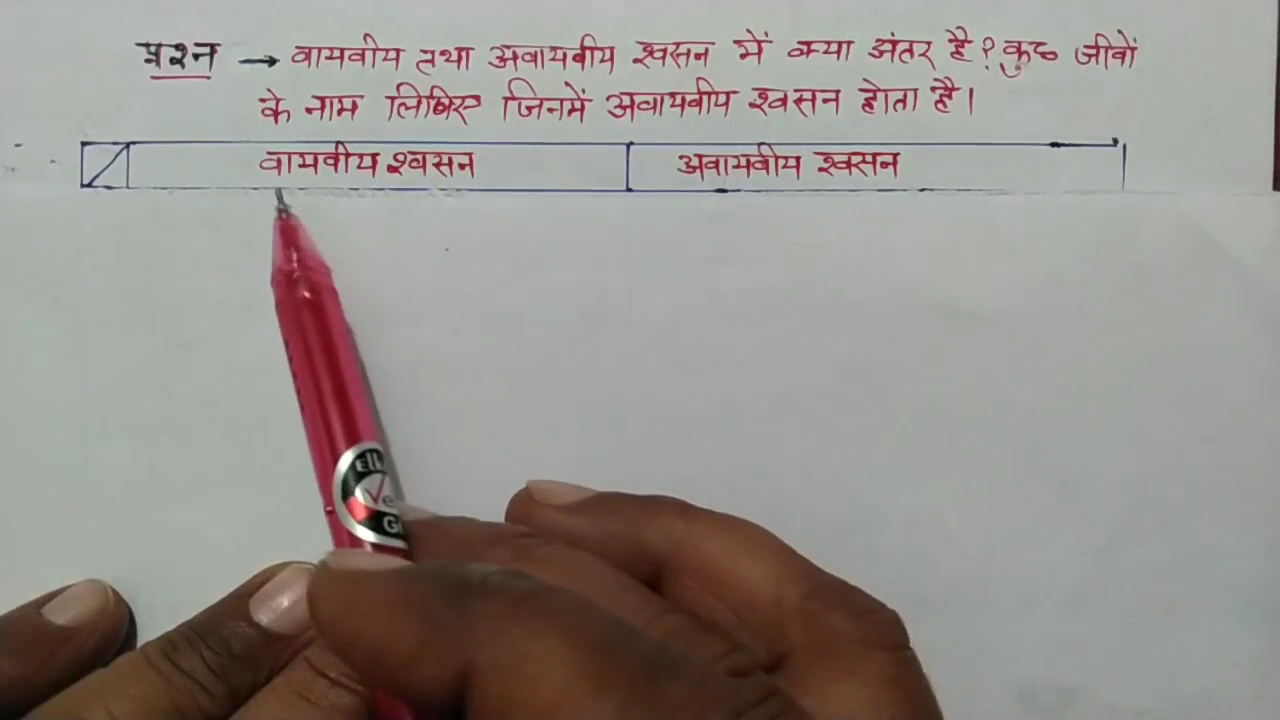 प्रश्न → वायवीय तथा अवायवीय श्वसन में क्या अंतर है? कुछ जीवों
के नाम लिखिए जिनमें अवायवीय श्वसन होता है।
वायवीय श्वसन अवायवीय श्वसन